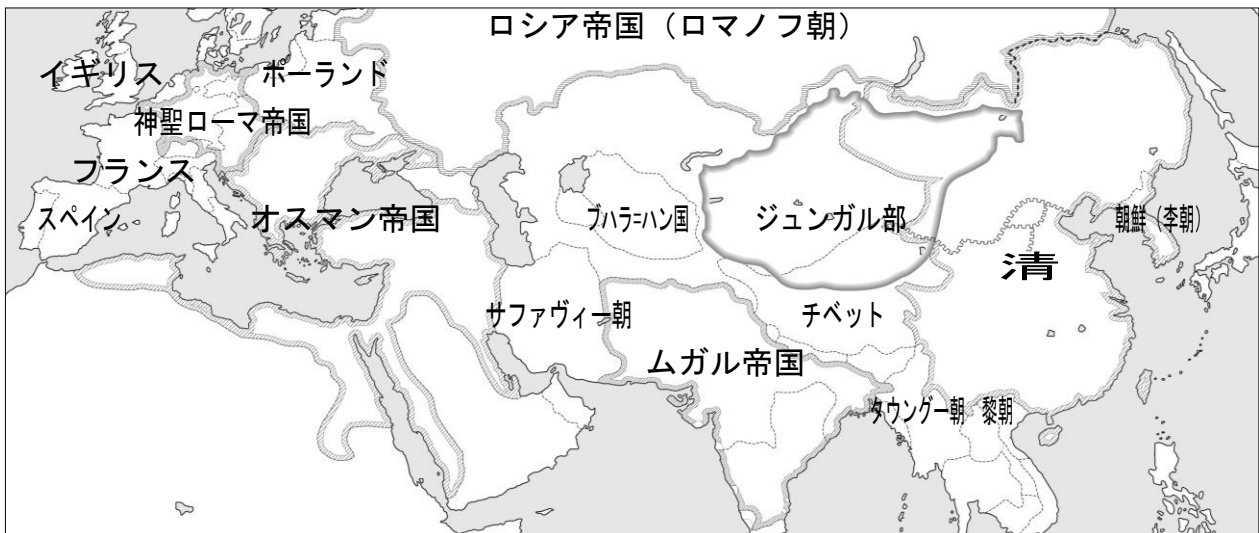 ロシア帝国（ロマノフ朝）
イギリス
ポーランド
神聖ローマ帝国
フランス
スペイン
オスマン帝国
ブハラ=ハン国
ジュンガル部
朝鮮（李朝）
清
サファヴィー朝
チベット
ムガル帝国
タウングー朝
黎朝